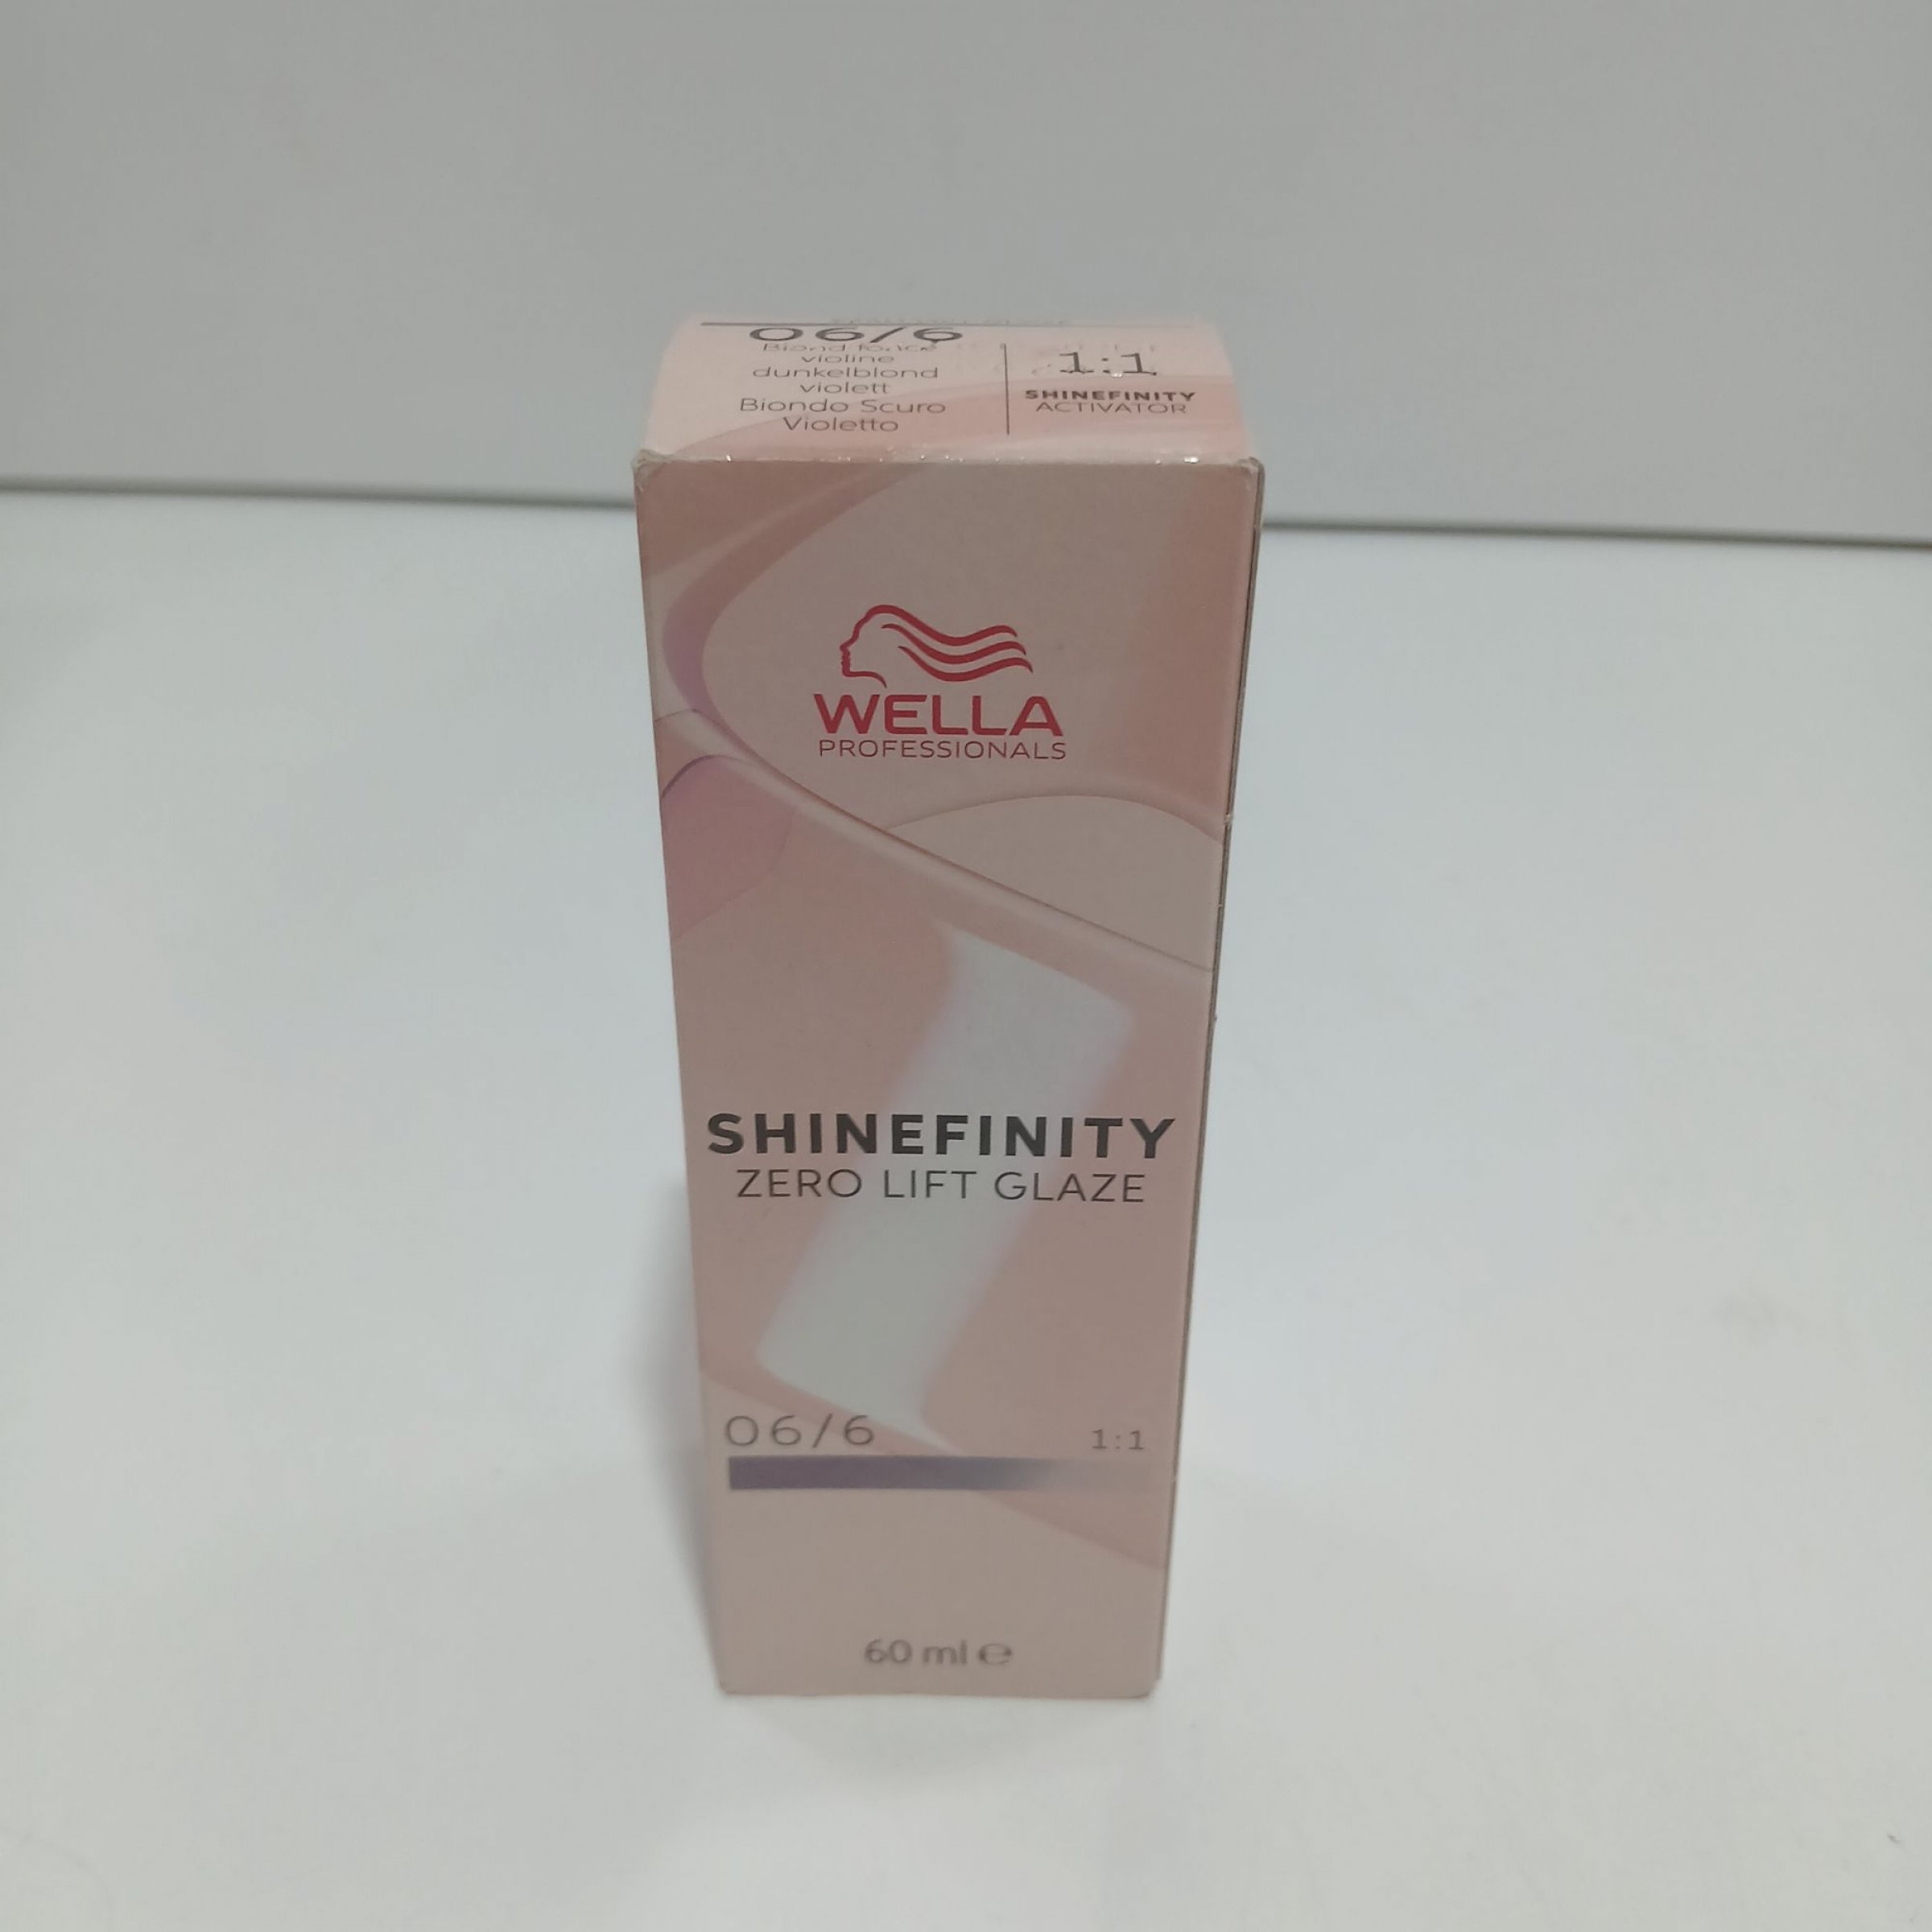 06/6
Blond foncé
violine
dunkelblond
violett
Biondo Scuro
Violetto
1:1
SHINEFINITY
ACTIVATOR
WELLA
PROFESSIONALS
SHINEFINITY
ZERO LIFT GLAZE
06/6
1:1
60 ml ℮